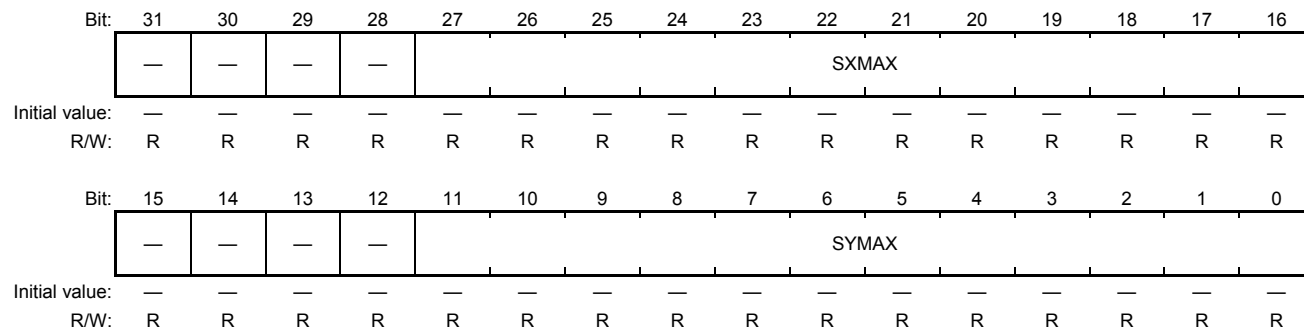 Bit: 31 30 29 28 27 26 25 24 23 22 21 20 19 18 17 16
— — — — SXMAX
Initial value: — — — — — — — — — — — — — — — —
R/W: R R R R R R R R R R R R R R R R
Bit: 15 14 13 12 11 10 9 8 7 6 5 4 3 2 1 0
— — — — SYMAX
Initial value: — — — — — — — — — — — — — — — —
R/W: R R R R R R R R R R R R R R R R